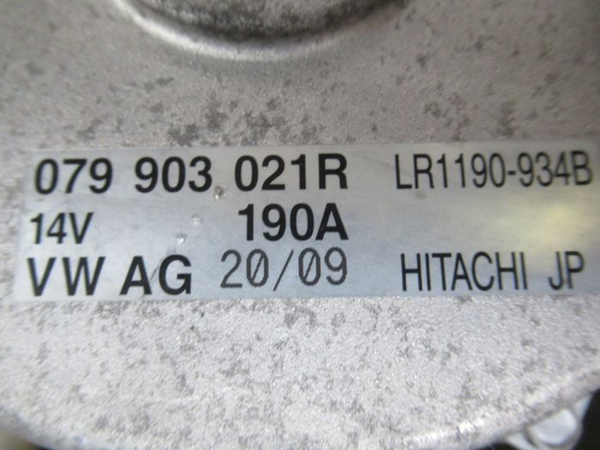 079 903 021R LR1190-934B
14V 190A
VW AG 20/09 HITACHI JP